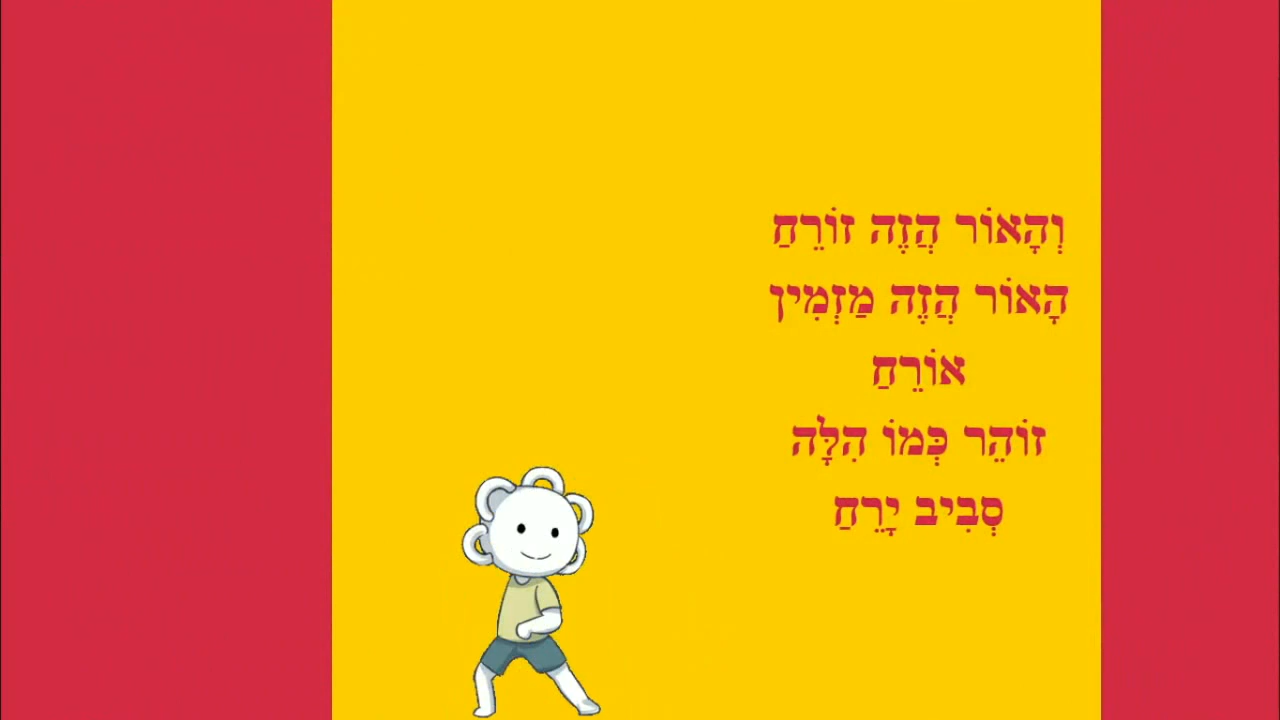 וְהָאוֹר הֲזֶה זוֹרֵחַ
הָאוֹר הֲזֶה מַזְמִין
אוֹרֵחַ
זוֹהֵר כְּמוֹ הִלָּה
סְבִיב יָרֵחַ